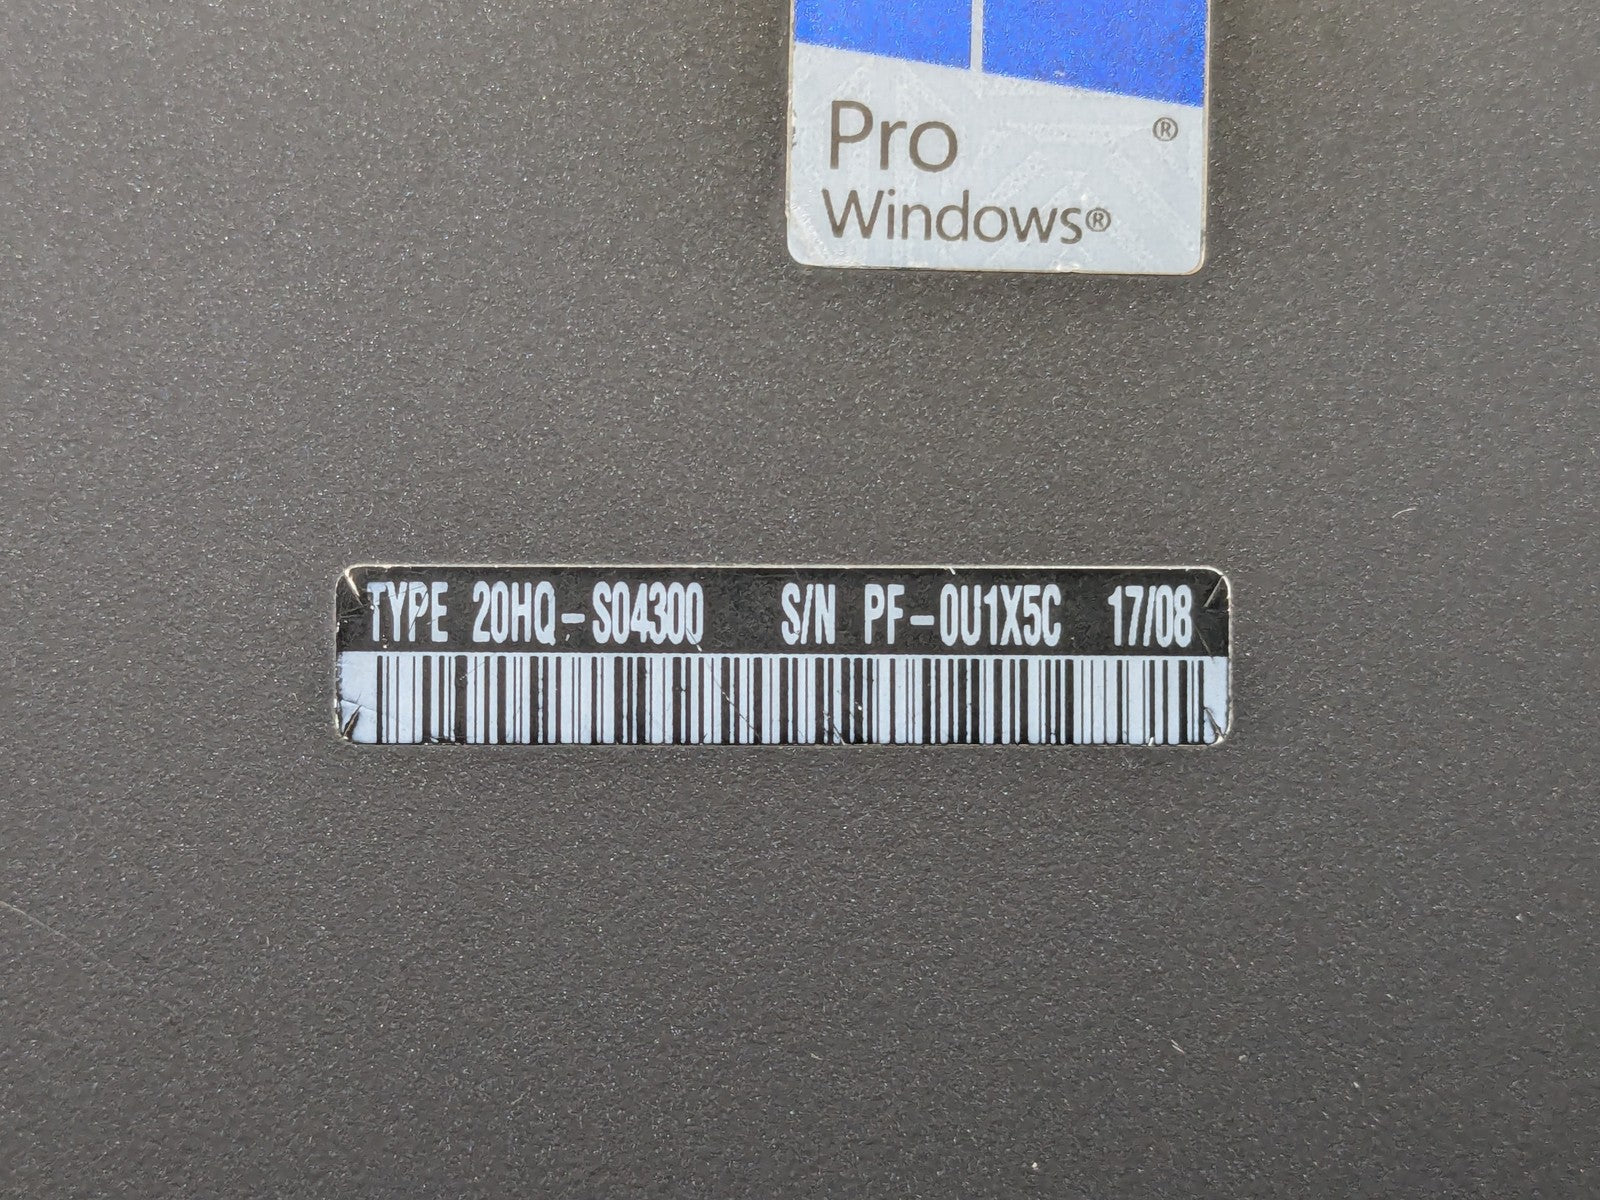 Pro ®
Windows®
TYPE 20HQ-S04300 S/N PF-0U1X5C 17/08